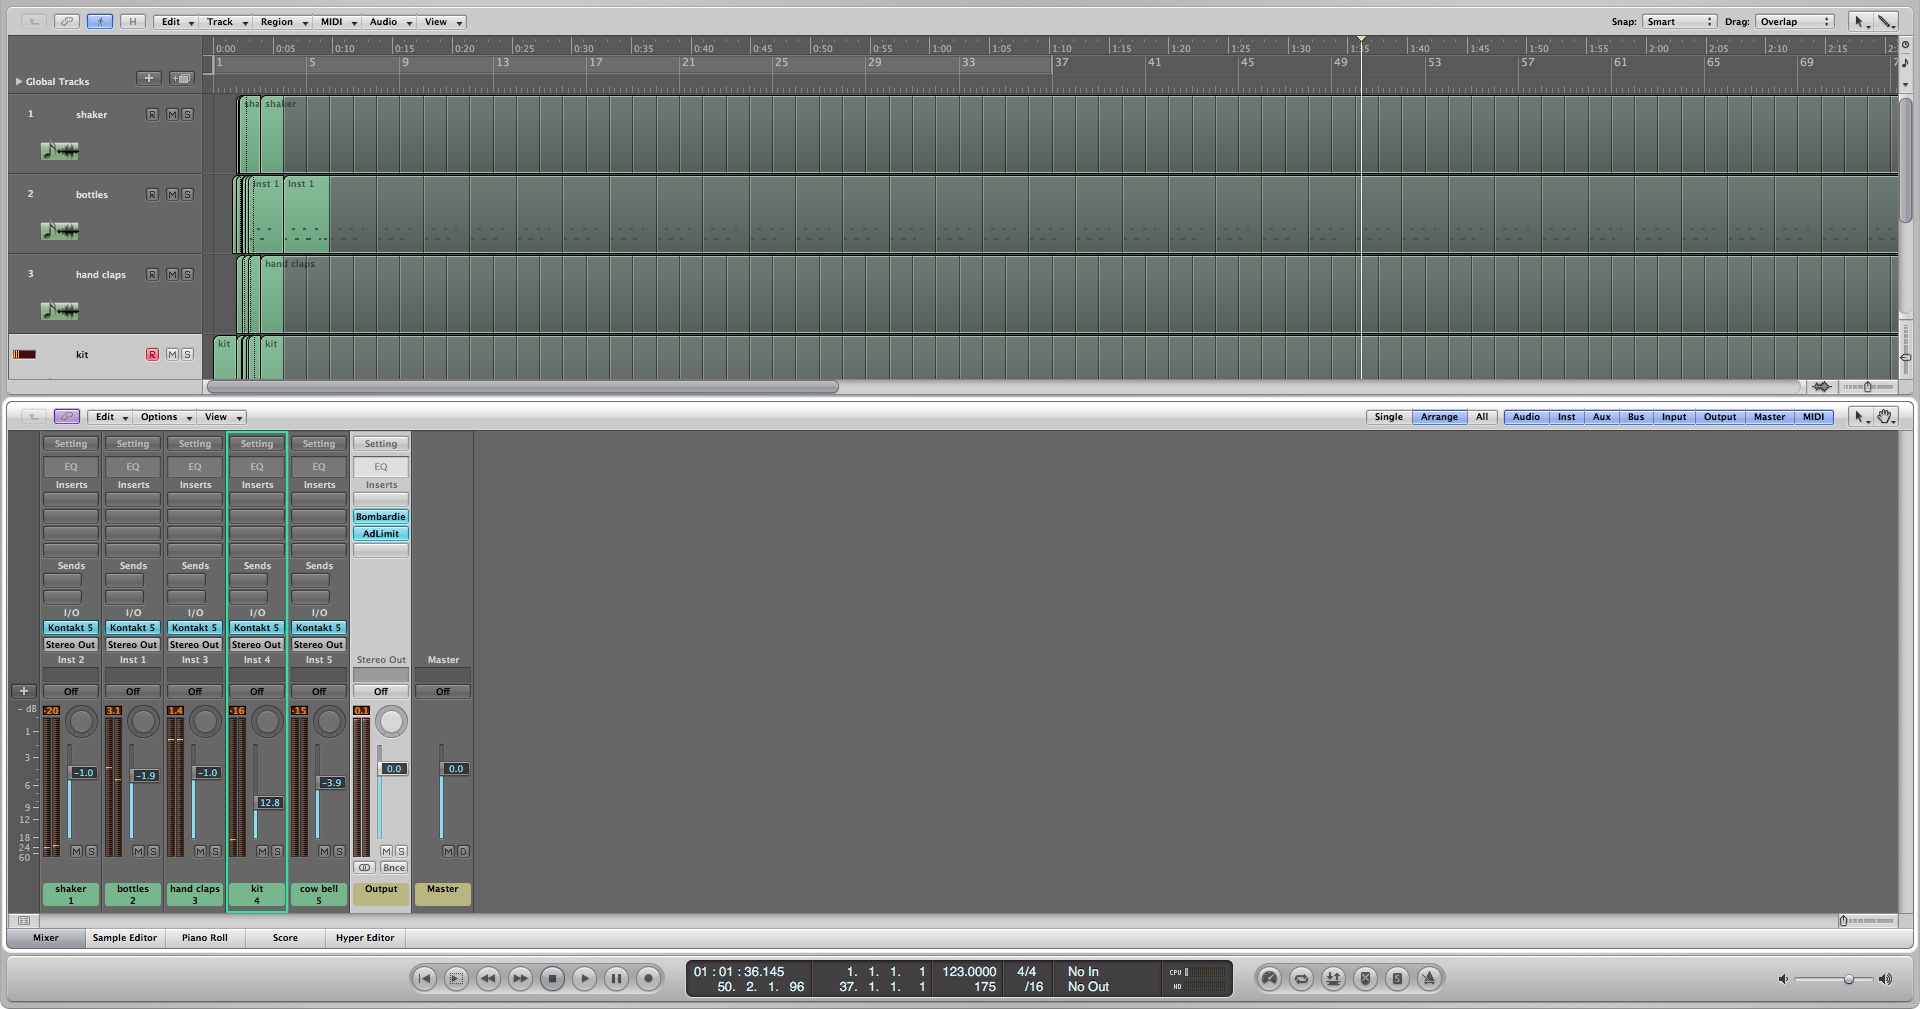 H Edit Track Region MIDI Audio View Snap: Smart Drag: Overlap
0:00 0:05 0:10 0:15 0:20 0:25 0:30 0:35 0:40 0:45 0:50 0:55 1:00 1:05 1:10 1:15 1:20 1:25 1:30 1:35 1:40 1:45 1:50 1:55 2:00 2:05 2:10 2:15
1 5 9 13 17 21 25 29 33 37 41 45 49 53 57 61 65 69
Global Tracks
sha shaker
1 shaker R M S
Inst 1 Inst 1
2 bottles R M S
hand claps
3 hand claps R M S
kit kit
kit R M S
Edit Options View Single Arrange All Audio Inst Aux Bus Input Output Master MIDI
Setting Setting Setting Setting Setting Setting
EQ EQ EQ EQ EQ EQ
Inserts Inserts Inserts Inserts Inserts Inserts
Bombardie
AdLimit
Sends Sends Sends Sends Sends
I/O I/O I/O I/O I/O
Kontakt 5 Kontakt 5 Kontakt 5 Kontakt 5 Kontakt 5
Stereo Out Stereo Out Stereo Out Stereo Out Stereo Out
Inst 2 Inst 1 Inst 3 Inst 4 Inst 5 Stereo Out Master
Off Off Off Off Off Off Off
dB -20 3.1 1.4 -16 -15 0.1
1
3
-1.0 -1.9 -1.0 12.8 -3.9 0.0 0.0
6
9
12
18
24
60
M S M S M S M S M S M S M D
Bnce
shaker bottles hand claps kit cow bell Output Master
1 2 3 4 5
Mixer Sample Editor Piano Roll Score Hyper Editor
01 : 01 : 36.145 1. 1. 1. 1 123.0000 4/4 No In CPU
50. 2. 1. 96 37. 1. 1. 1 175 /16 No Out HD
S